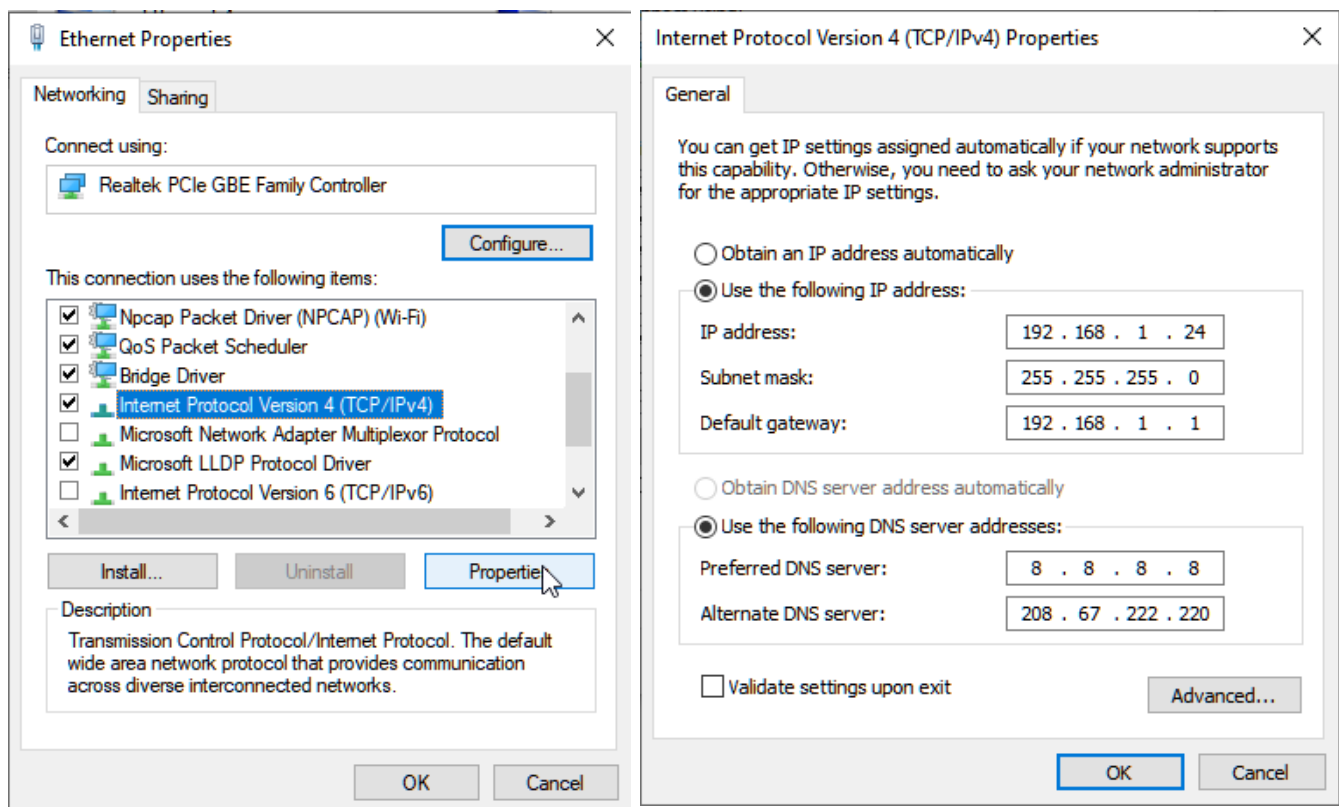 Ethernet Properties
Networking
Sharing
Connect using:
Realtek PCIe GBE Family Controller
Configure...
This connection uses the following items:
Npcap Packet Driver (NPCAP) (Wi-Fi)
QoS Packet Scheduler
Bridge Driver
Internet Protocol Version 4 (TCP/IPv4)
Microsoft Network Adapter Multiplexor Protocol
Microsoft LLDP Protocol Driver
Internet Protocol Version 6 (TCP/IPv6)
Install...
Uninstall
Propertie
Description
Transmission Control Protocol/Internet Protocol. The default
wide area network protocol that provides communication
across diverse interconnected networks.
OK
Cancel
Internet Protocol Version 4 (TCP/IPv4) Properties
General
You can get IP settings assigned automatically if your network supports
this capability. Otherwise, you need to ask your network administrator
for the appropriate IP settings.
Obtain an IP address automatically
Use the following IP address:
IP address: 192 . 168 . 1 . 24
Subnet mask: 255 . 255 . 255 . 0
Default gateway: 192 . 168 . 1 . 1
Obtain DNS server address automatically
Use the following DNS server addresses:
Preferred DNS server: 8 . 8 . 8 . 8
Alternate DNS server: 208 . 67 . 222 . 220
Validate settings upon exit
Advanced...
OK
Cancel